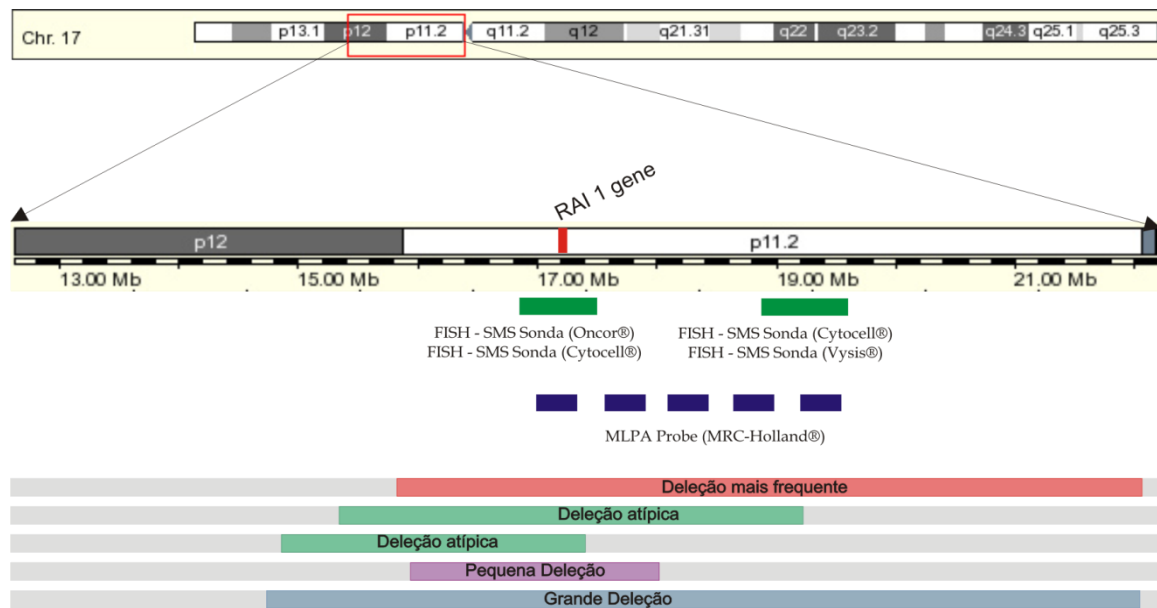 Chr. 17 p13.1 p12 p11.2 q11.2 q12 q21.31 q22 q23.2 q24.3 q25.1 q25.3
RAI 1 gene
p12 p11.2
13.00 Mb 15.00 Mb 17.00 Mb 19.00 Mb 21.00 Mb
FISH - SMS Sonda (Oncor®) FISH - SMS Sonda (Cytocell®)
FISH - SMS Sonda (Cytocell®) FISH - SMS Sonda (Vysis®)
MLPA Probe (MRC-Holland®)
Deleção mais frequente
Deleção atípica
Deleção atípica
Pequena Deleção
Grande Deleção